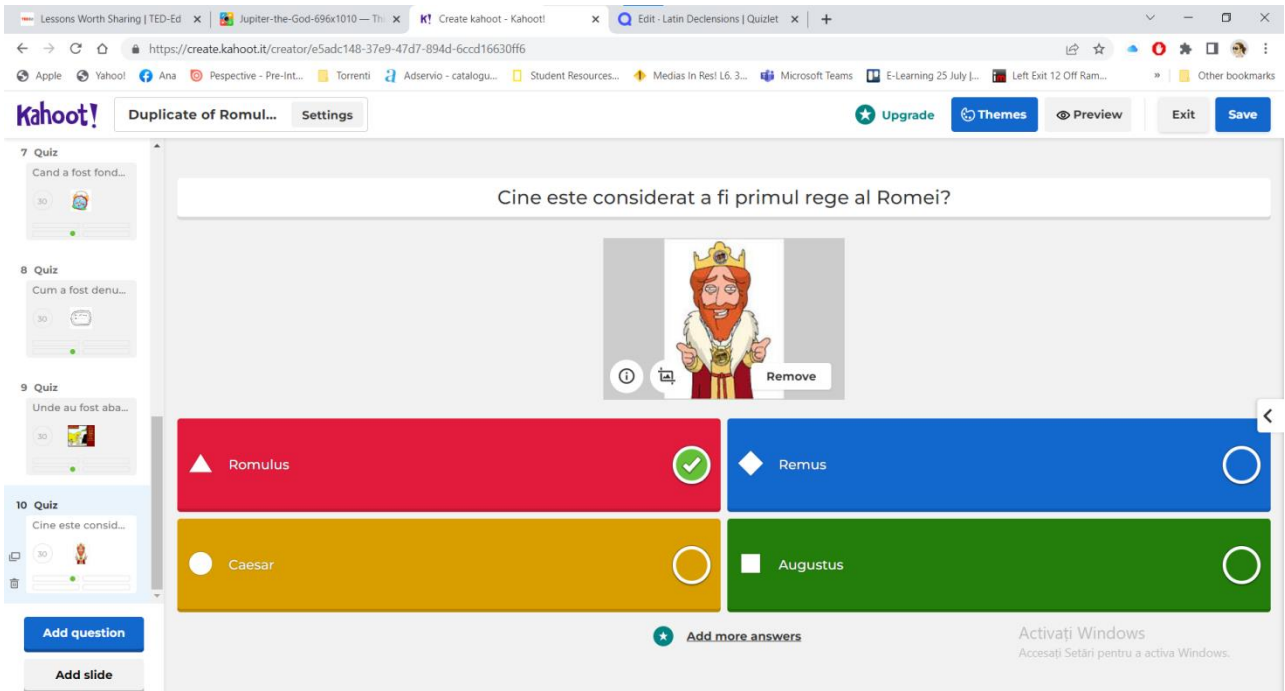 Lessons Worth Sharing | TED-Ed
Jupiter-the-God-696x1010 — Th
K! Create kahoot - Kahoot!
Edit - Latin Declensions | Quizlet
https://create.kahoot.it/creator/e5adc148-37e9-47d7-894d-6ccd16630ff6
Apple Yahoo! Ana Pespective - Pre-Int... Torrenti Adservio - catalogu... Student Resources... Medias In Res! L6. 3... Microsoft Teams E-Learning 25 July |... Left Exit 12 Off Ram... » Other bookmarks
Kahoot! Duplicate of Romul... Settings Upgrade Themes Preview Exit Save
7 Quiz
Cand a fost fond...
30
8 Quiz
Cum a fost denu...
30
9 Quiz
Unde au fost aba...
30
10 Quiz
Cine este consid...
30
Add question
Add slide
Cine este considerat a fi primul rege al Romei?
Remove
Romulus
Remus
Caesar
Augustus
Add more answers
Activați Windows
Accesați Setări pentru a activa Windows.